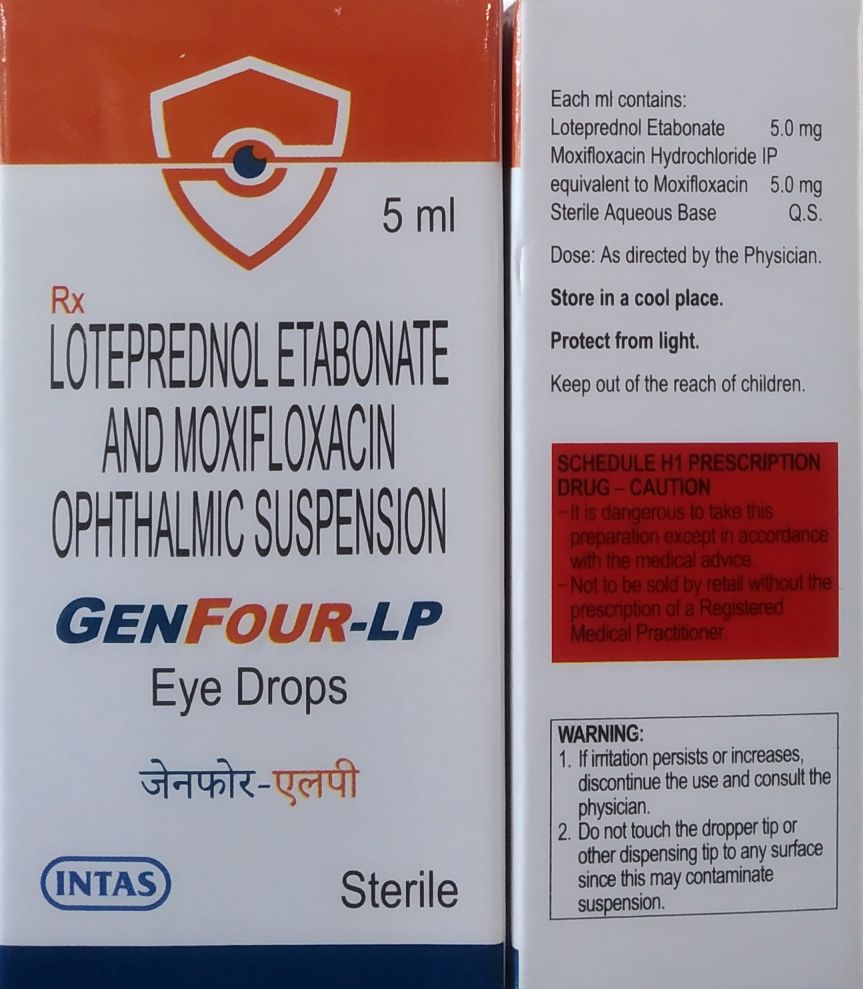 5 ml
Rx
LOTEPREDNOL ETABONATE
AND MOXIFLOXACIN
OPHTHALMIC SUSPENSION
GENFOUR-LP
Eye Drops
जेनफोर-एलपी
INTAS
Sterile
Each ml contains:
Loteprednol Etabonate 5.0 mg
Moxifloxacin Hydrochloride IP
equivalent to Moxifloxacin 5.0 mg
Sterile Aqueous Base Q.S.
Dose: As directed by the Physician.
Store in a cool place.
Protect from light.
Keep out of the reach of children.
SCHEDULE H1 PRESCRIPTION
DRUG – CAUTION
– It is dangerous to take this
preparation except in accordance
with the medical advice.
– Not to be sold by retail without the
prescription of a Registered
Medical Practitioner.
WARNING:
1. If irritation persists or increases,
discontinue the use and consult the
physician.
2. Do not touch the dropper tip or
other dispensing tip to any surface
since this may contaminate
suspension.